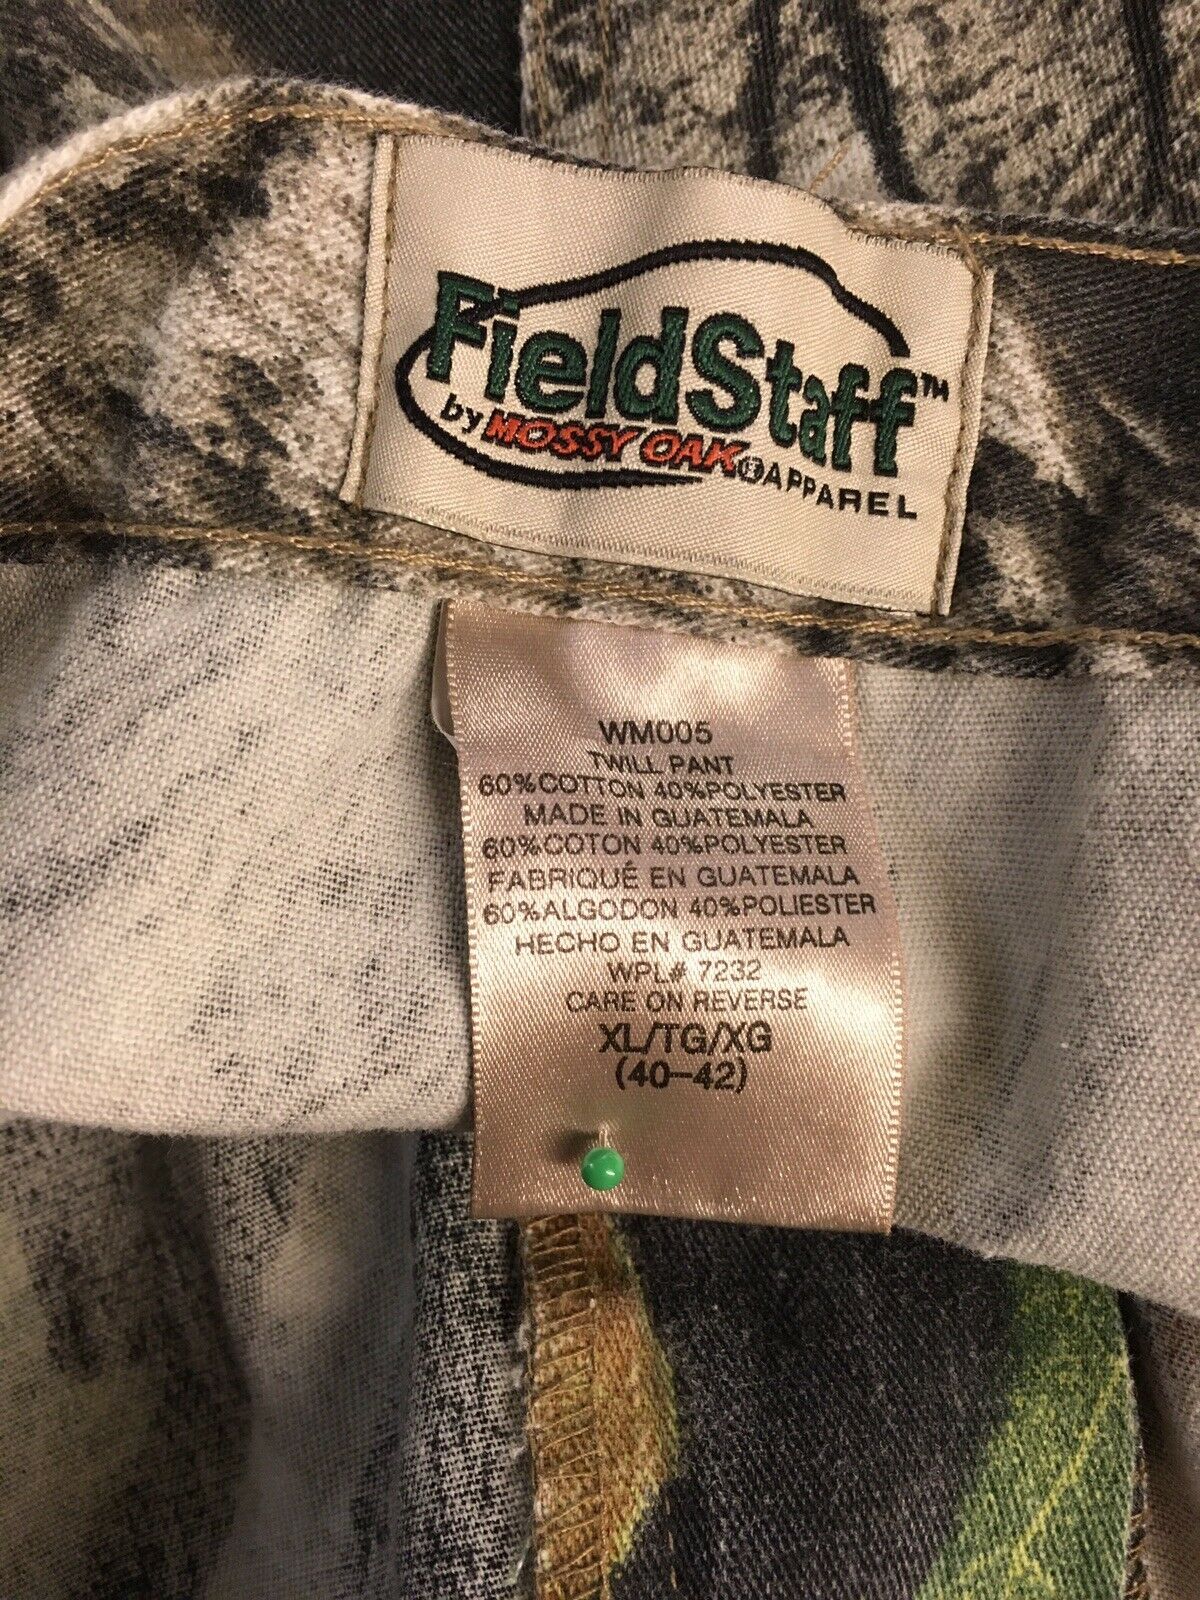 FieldStaff™
by MOSSY OAK® APPAREL
WM005
TWILL PANT
60%COTTON 40%POLYESTER
MADE IN GUATEMALA
60%COTON 40%POLYESTER
FABRIQUÉ EN GUATEMALA
60%ALGODON 40%POLIESTER
HECHO EN GUATEMALA
WPL# 7232
CARE ON REVERSE
XL/TG/XG
(40-42)